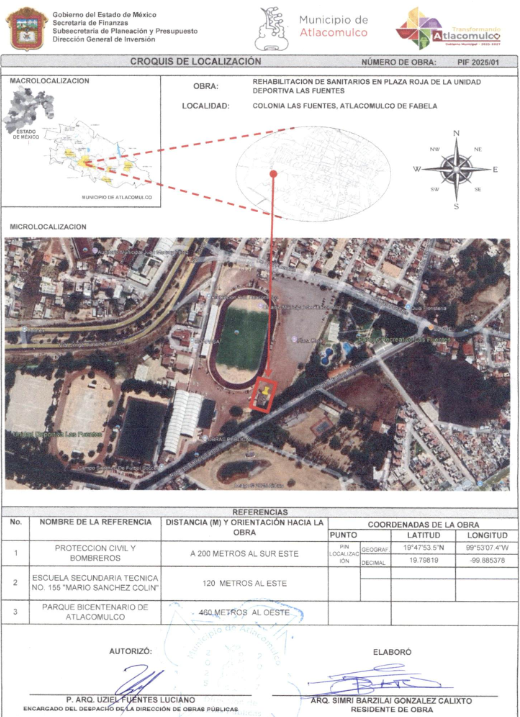 Gobierno del Estado de México
Secretaría de Finanzas
Subsecretaría de Planeación y Presupuesto
Dirección General de Inversión
Municipio de
Atlacomulco
Transformando
Atlacomulco
CROQUIS DE LOCALIZACIÓN
NÚMERO DE OBRA: PIF 2025/01
MACROLOCALIZACION
OBRA: REHABILITACION DE SANITARIOS EN PLAZA ROJA DE LA UNIDAD
DEPORTIVA LAS FUENTES
LOCALIDAD: COLONIA LAS FUENTES, ATLACOMULCO DE FABELA
ESTADO
DE MÉXICO
MUNICIPIO DE ATLACOMULCO
N
NW NE
W E
SW SE
S
MICROLOCALIZACION
REFERENCIAS
No. NOMBRE DE LA REFERENCIA DISTANCIA (M) Y ORIENTACIÓN HACIA LA OBRA COORDENADAS DE LA OBRA
PUNTO LATITUD LONGITUD
1 PROTECCION CIVIL Y BOMBEROS A 200 METROS AL SUR ESTE PIN LOCALIZACIÓN GEOGRAF. 19°47'53.5"N 99°53'07.4"W
DECIMAL 19.79819 -99.885378
2 ESCUELA SECUNDARIA TECNICA NO. 155 "MARIO SANCHEZ COLIN" 120 METROS AL ESTE
3 PARQUE BICENTENARIO DE ATLACOMULCO 460 METROS AL OESTE
AUTORIZÓ:
ELABORÓ
P. ARQ. UZIEL FUENTES LUCIANO
ENCARGADO DEL DESPACHO DE LA DIRECCIÓN DE OBRAS PÚBLICAS
ARQ. SIMRI BARZILAI GONZALEZ CALIXTO
RESIDENTE DE OBRA